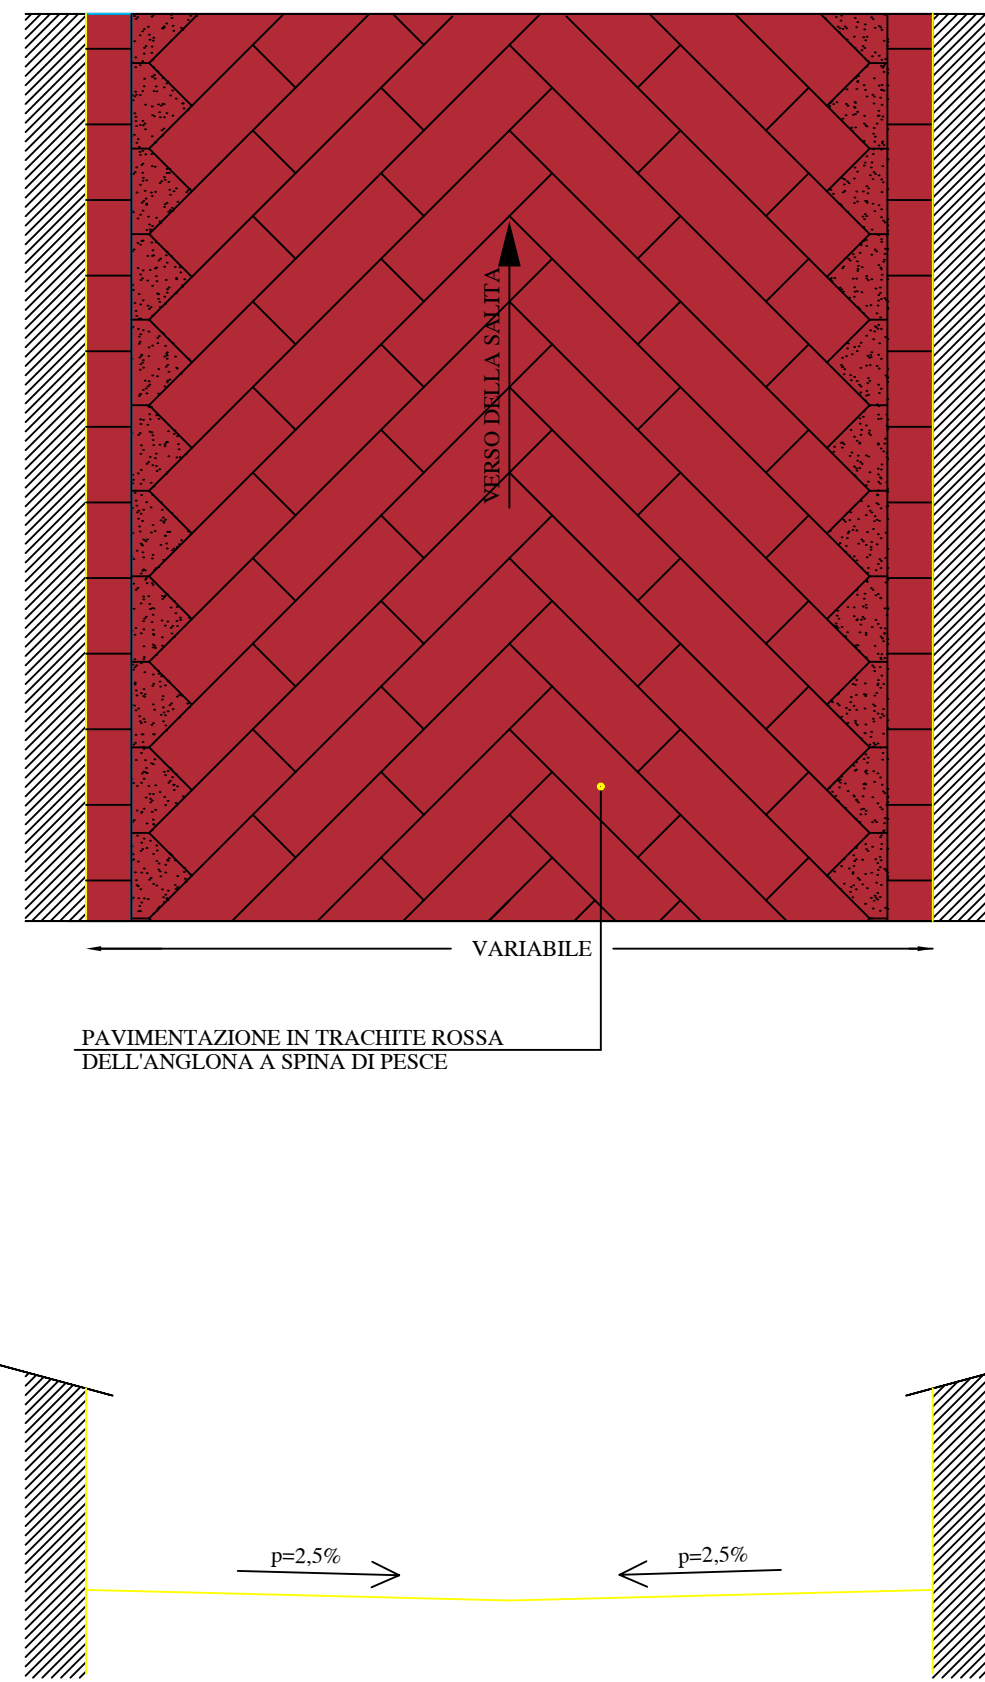 VERSO DELLA SALITA
VARIABILE
PAVIMENTAZIONE IN TRACHITE ROSSA
DELL'ANGLONA A SPINA DI PESCE
p=2,5%
p=2,5%